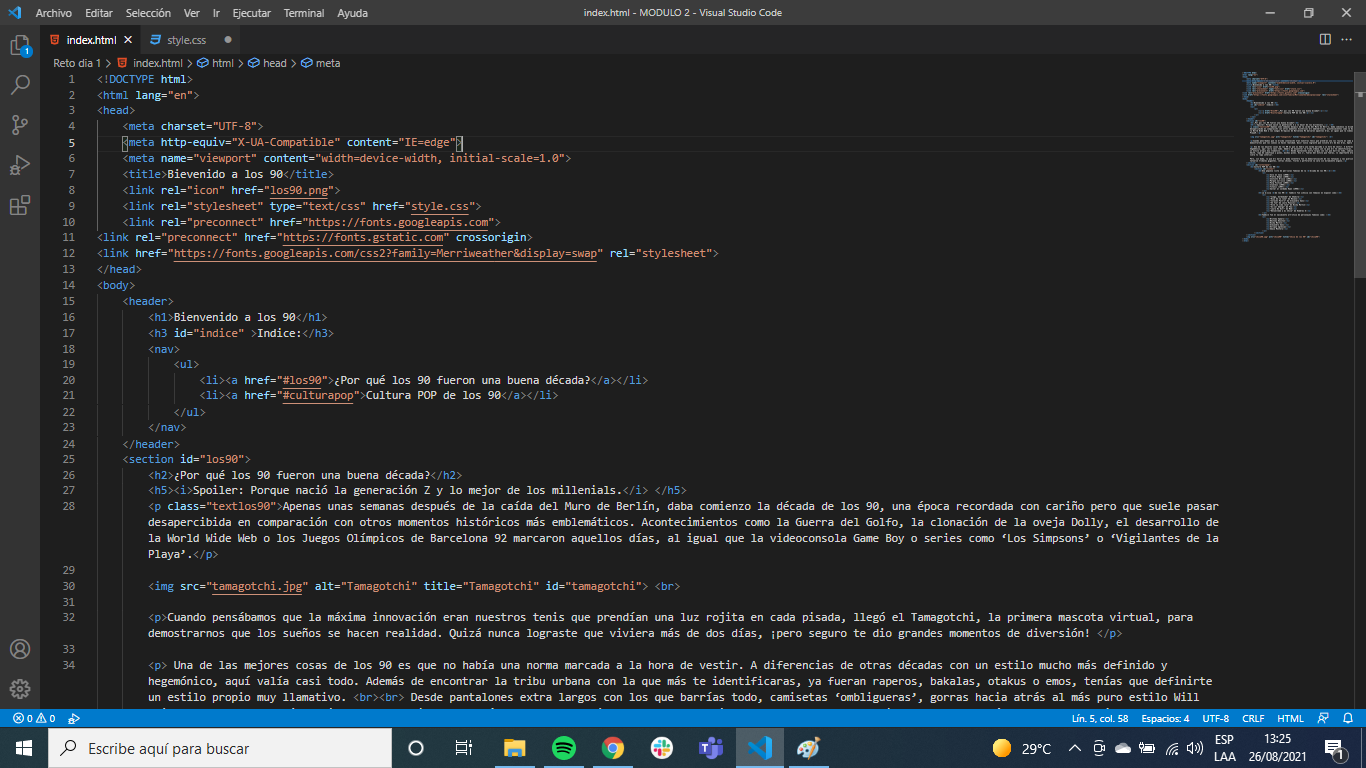 Archivo Editar Selección Ver Ir Ejecutar Terminal Ayuda
index.html - MODULO 2 - Visual Studio Code
index.html
style.css
Reto dia 1 > index.html > html > head > meta
1 <!DOCTYPE html>
2 <html lang="en">
3 <head>
4 <meta charset="UTF-8">
5 <meta http-equiv="X-UA-Compatible" content="IE=edge">
6 <meta name="viewport" content="width=device-width, initial-scale=1.0">
7 <title>Bievenido a los 90</title>
8 <link rel="icon" href="los90.png">
9 <link rel="stylesheet" type="text/css" href="style.css">
10 <link rel="preconnect" href="https://fonts.googleapis.com">
11 <link rel="preconnect" href="https://fonts.gstatic.com" crossorigin>
12 <link href="https://fonts.googleapis.com/css2?family=Merriweather&display=swap" rel="stylesheet">
13 </head>
14 <body>
15 <header>
16 <h1>Bienvenido a los 90</h1>
17 <h3 id="indice" >Indice:</h3>
18 <nav>
19 <ul>
20 <li><a href="#los90">¿Por qué los 90 fueron una buena década?</a></li>
21 <li><a href="#culturapop">Cultura POP de los 90</a></li>
22 </ul>
23 </nav>
24 </header>
25 <section id="los90">
26 <h2>¿Por qué los 90 fueron una buena década?</h2>
27 <h5><i>Spoiler: Porque nació la generación Z y lo mejor de los millenials.</i> </h5>
28 <p class="textlos90">Apenas unas semanas después de la caída del Muro de Berlín, daba comienzo la década de los 90, una época recordada con cariño pero que suele pasar
desapercibida en comparación con otros momentos históricos más emblemáticos. Acontecimientos como la Guerra del Golfo, la clonación de la oveja Dolly, el desarrollo de
la World Wide Web o los Juegos Olímpicos de Barcelona 92 marcaron aquellos días, al igual que la videoconsola Game Boy o series como ‘Los Simpsons’ o ‘Vigilantes de la
Playa’.</p>
29
30 <img src="tamagotchi.jpg" alt="Tamagotchi" title="Tamagotchi" id="tamagotchi"> <br>
31
32 <p>Cuando pensábamos que la máxima innovación eran nuestros tenis que prendían una luz rojita en cada pisada, llegó el Tamagotchi, la primera mascota virtual, para
demostrarnos que los sueños se hacen realidad. Quizá nunca lograste que viviera más de dos días, ¡pero seguro te dio grandes momentos de diversión! </p>
33
34 <p> Una de las mejores cosas de los 90 es que no había una norma marcada a la hora de vestir. A diferencias de otras décadas con un estilo mucho más definido y
hegemónico, aquí valía casi todo. Además de encontrar la tribu urbana con la que más te identificaras, ya fueran raperos, bakalas, otakus o emos, tenías que definirte
un estilo propio muy llamativo. <br><br> Desde pantalones extra largos con los que barrías todo, camisetas ‘ombligueras’, gorras hacia atrás al más puro estilo Will
0 0
Lín. 5, col. 58 Espacios: 4 UTF-8 CRLF HTML
Escribe aquí para buscar
29°C
ESP
LAA
13:25
26/08/2021
1
1